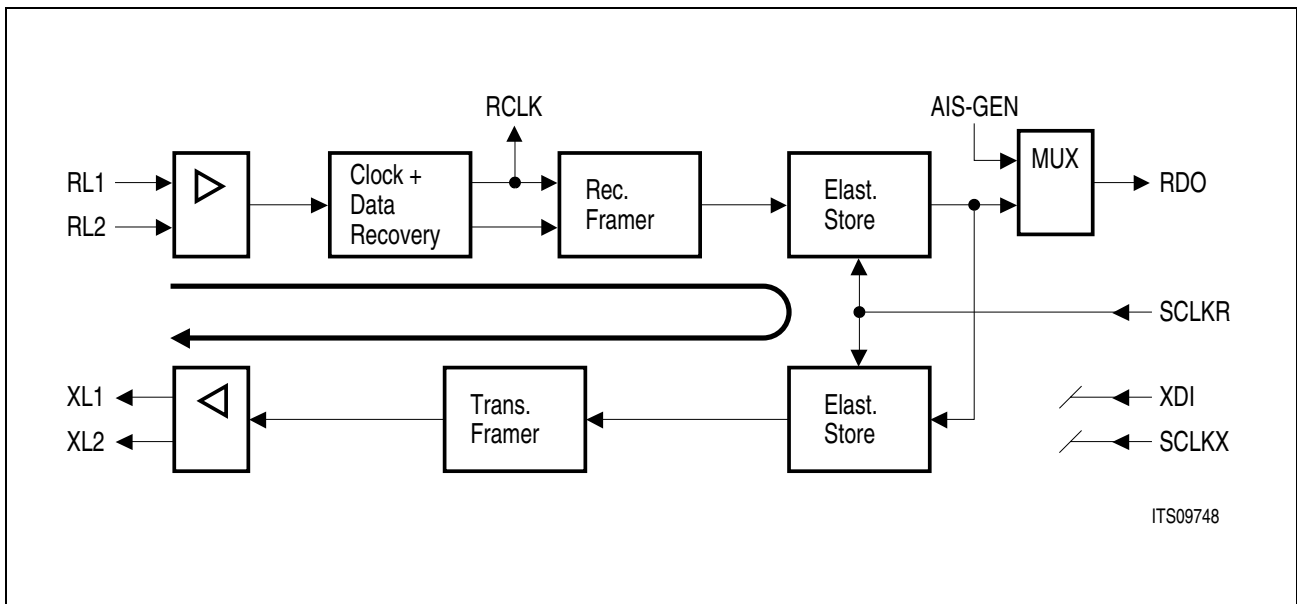 RCLK
AIS-GEN
RL1
RL2
Clock +
Data
Recovery
Rec.
Framer
Elast.
Store
MUX
RDO
SCLKR
XL1
XL2
Trans.
Framer
Elast.
Store
XDI
SCLKX
ITS09748